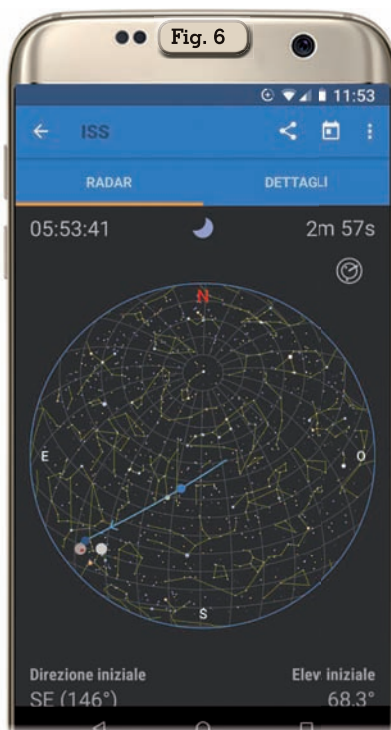 Fig. 6
11:53
ISS
RADAR DETTAGLI
05:53:41 2m 57s
N
E O
S
Direzione iniziale Elev iniziale
SE (146°) 68.3°